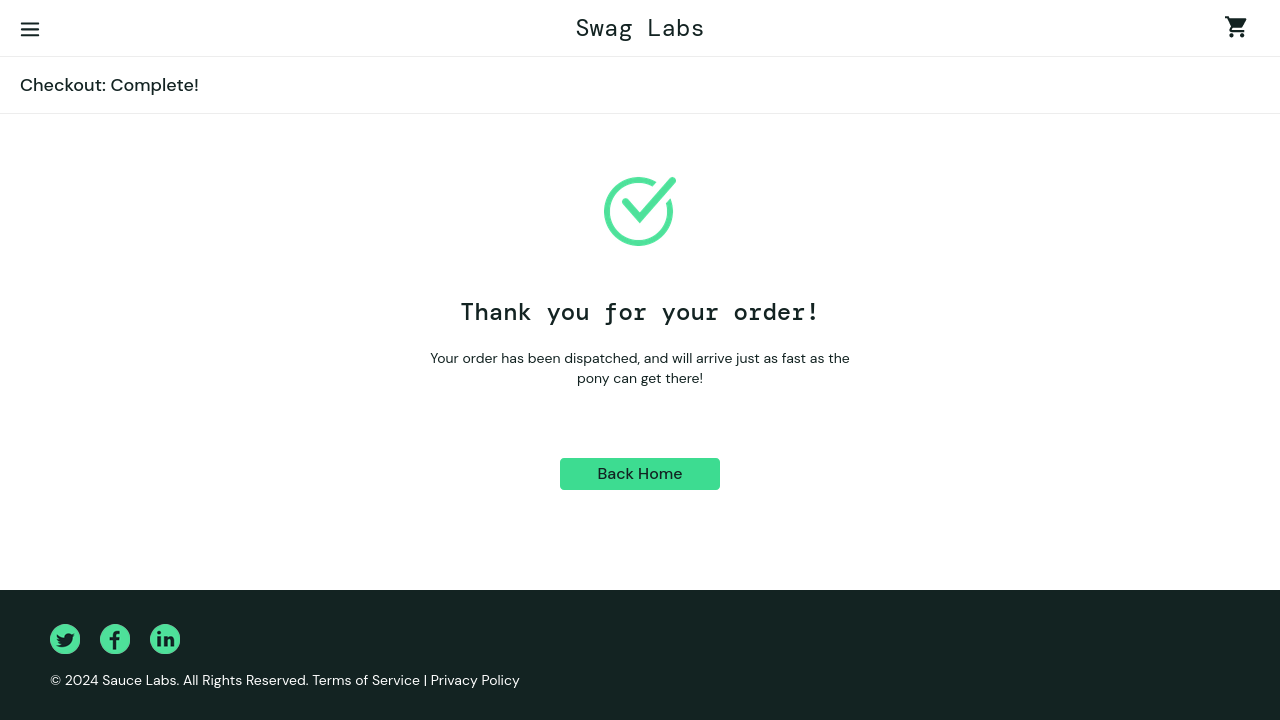 Swag Labs
Checkout: Complete!
Thank you for your order!
Your order has been dispatched, and will arrive just as fast as the
pony can get there!
Back Home
© 2024 Sauce Labs. All Rights Reserved. Terms of Service | Privacy Policy